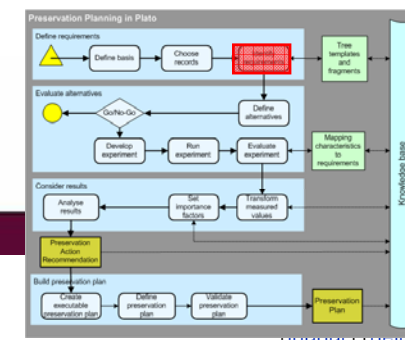 Preservation Planning in Plato
Define requirements
Define basis
Choose
records
Identify
requirements
Tree
templates
and
fragments
Evaluate alternatives
Go/No-Go
Define
alternatives
Develop
experiment
Run
experiment
Evaluate
experiment
Mapping
characteristics
to
requirements
Knowledge base
Consider results
Analyse
results
Set
importance
factors
Transform
measured
values
Preservation
Action
Recommendation
Build preservation plan
Create
executable
preservation plan
Define
preservation
plan
Validate
preservation
plan
Preservation
Plan